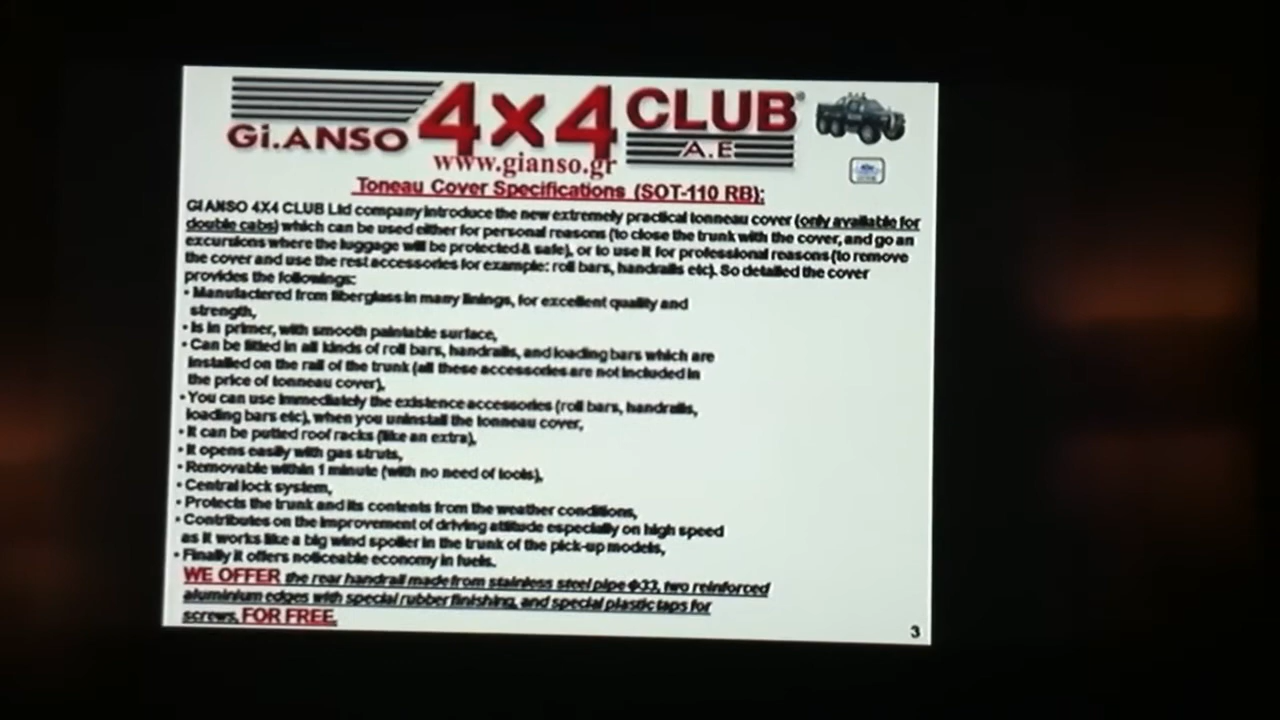 Gi.ANSO 4x4 CLUB®
A.E
www.gianso.gr
Toneau Cover Specifications (SOT-110 RB):
GI ANSO 4X4 CLUB Ltd company introduce the new extremely practical tonneau cover (only available for
double cabs) which can be used either for personal reasons (to close the trunk with the cover, and go an
excursions where the luggage will be protected & safe), or to use it for professional reasons (to remove
the cover and use the rest accessories for example: roll bars, handrails etc). So detailed the cover
provides the followings:
• Manufactered from fiberglass in many linings, for excellent quality and
strength,
• Is in primer, with smooth paintable surface,
• Can be fitted in all kinds of roll bars, handrails, and loading bars which are
installed on the rail of the trunk (all these accessories are not included in
the price of tonneau cover),
• You can use immediately the existence accessories (roll bars, handrails,
loading bars etc), when you uninstall the tonneau cover,
• It can be putted roof racks (like an extra),
• It opens easily with gas struts,
• Removable within 1 minute (with no need of tools),
• Central lock system,
• Protects the trunk and its contents from the weather conditions,
• Contributes on the improvement of driving attitude especially on high speed
as it works like a big wind spoiler in the trunk of the pick-up models,
• Finally it offers noticeable economy in fuels.
WE OFFER the rear handrail made from stainless steel pipe Φ33, two reinforced
aluminium edges with special rubber finishing, and special plastic taps for
screws, FOR FREE.
3